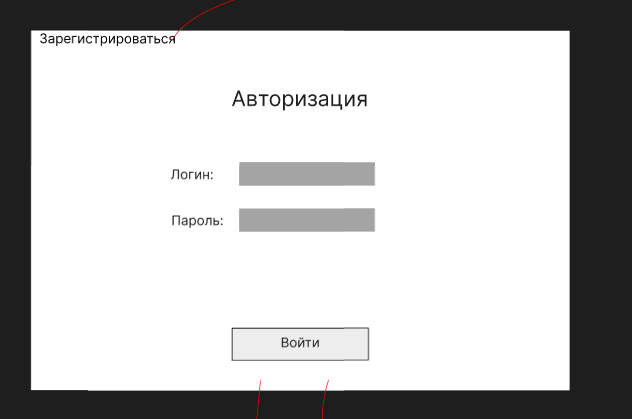 Зарегистрироваться
Авторизация
Логин:
Пароль:
Войти